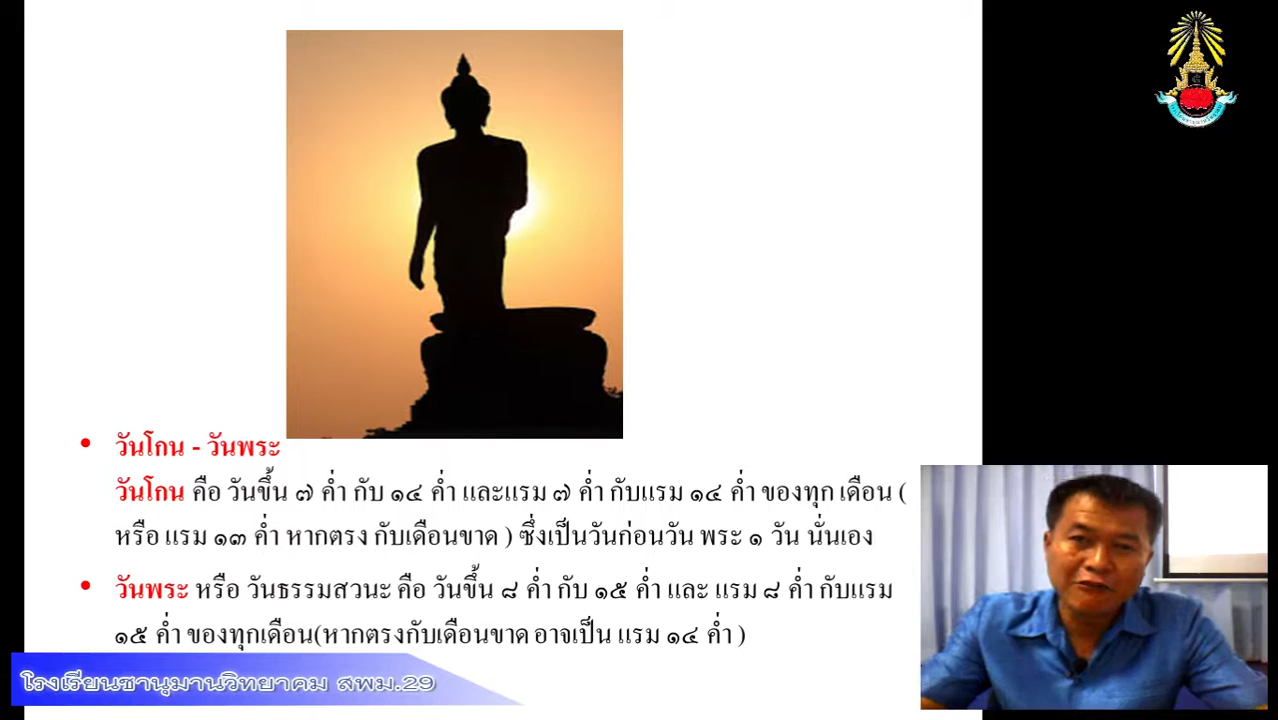 วันโกน - วันพระ
วันโกน คือ วันขึ้น ๗ ค่ำ กับ ๑๔ ค่ำ และแรม ๗ ค่ำ กับแรม ๑๔ ค่ำ ของทุก เดือน (
หรือ แรม ๑๓ ค่ำ หากตรง กับเดือนขาด ) ซึ่งเป็นวันก่อนวัน พระ ๑ วัน นั่นเอง
วันพระ หรือ วันธรรมสวนะ คือ วันขึ้น ๘ ค่ำ กับ ๑๕ ค่ำ และ แรม ๘ ค่ำ กับแรม
๑๕ ค่ำ ของทุกเดือน(หากตรงกับเดือนขาด อาจเป็น แรม ๑๔ ค่ำ )
โรงเรียนชานุมานวิทยาคม สพม.29